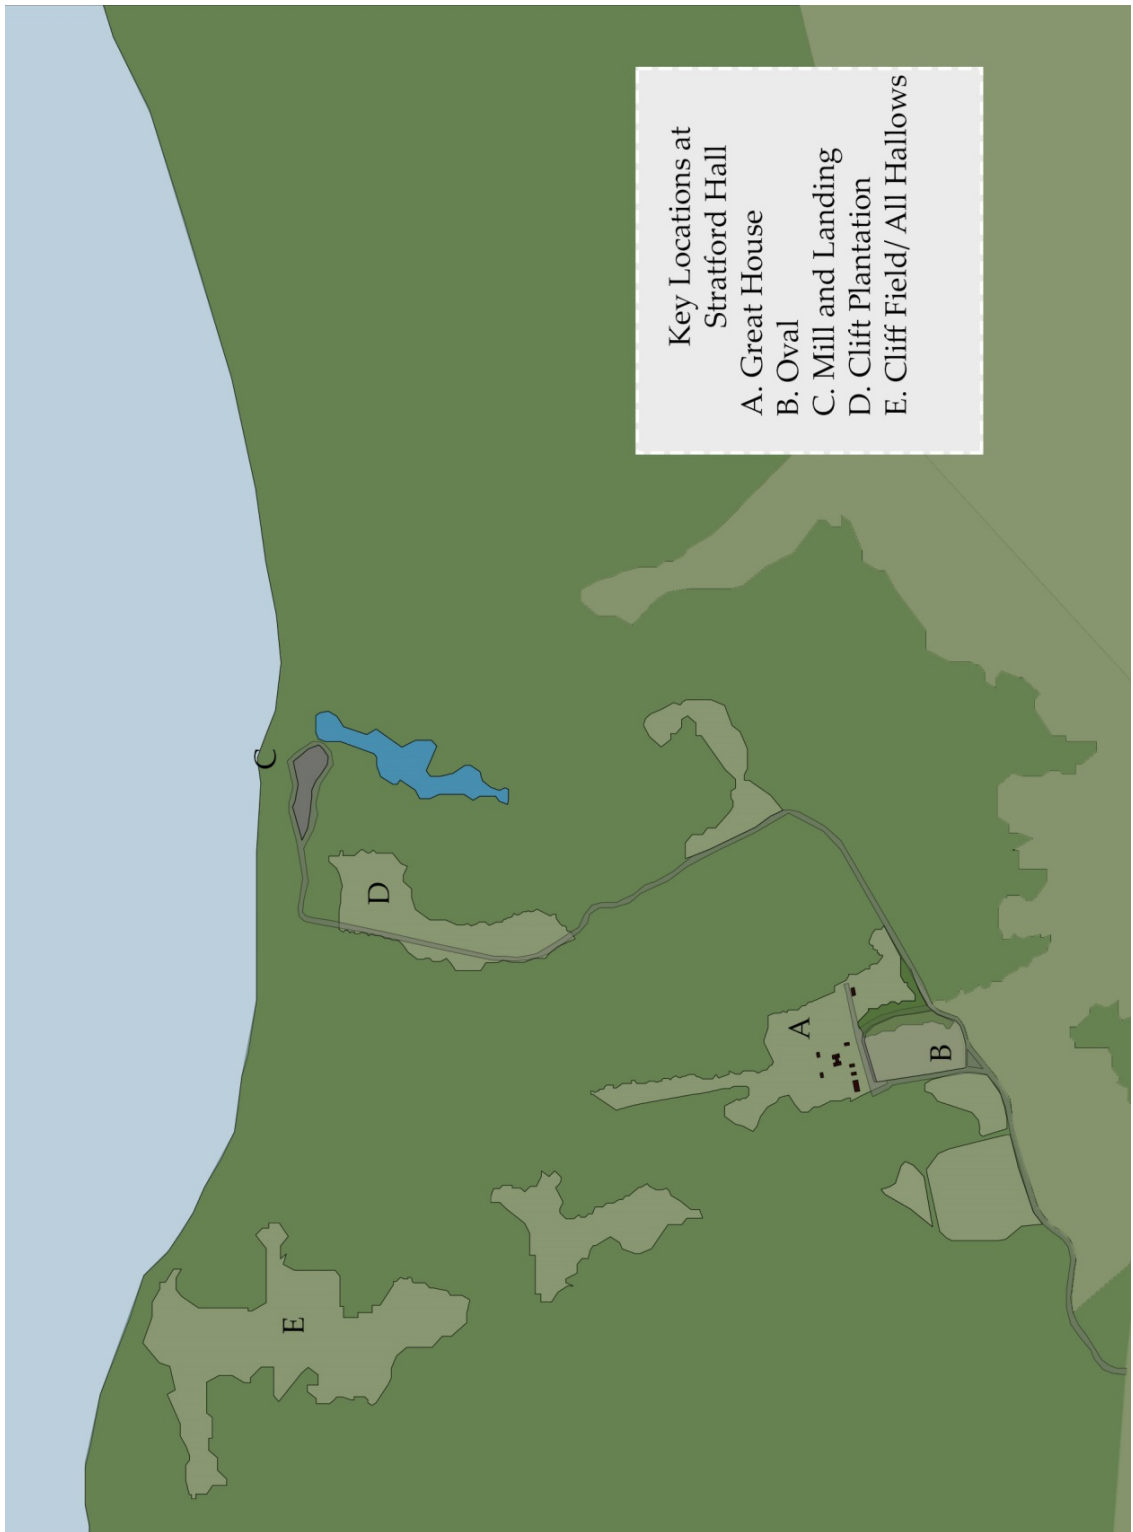 Key Locations at
Stratford Hall
A. Great House
B. Oval
C. Mill and Landing
D. Clift Plantation
E. Cliff Field/ All Hallows
E
D
C
A
B